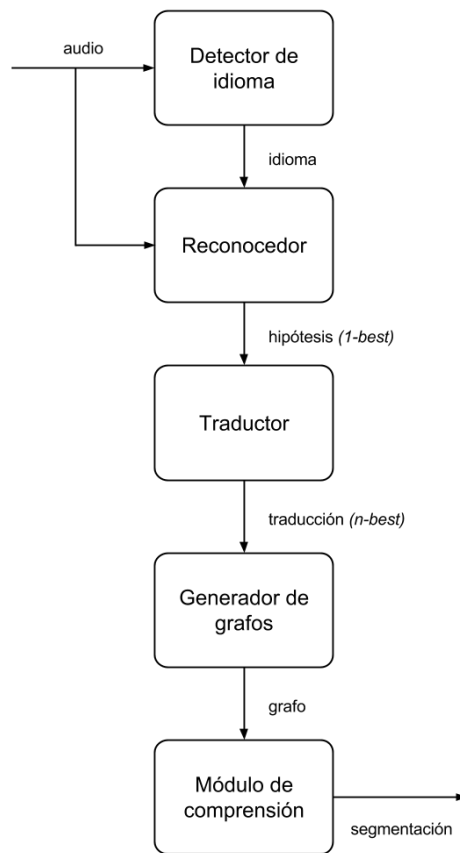 audio
Detector de
idioma
idioma
Reconocedor
hipótesis (1-best)
Traductor
traducción (n-best)
Generador de
grafos
grafo
Módulo de
comprensión
segmentación